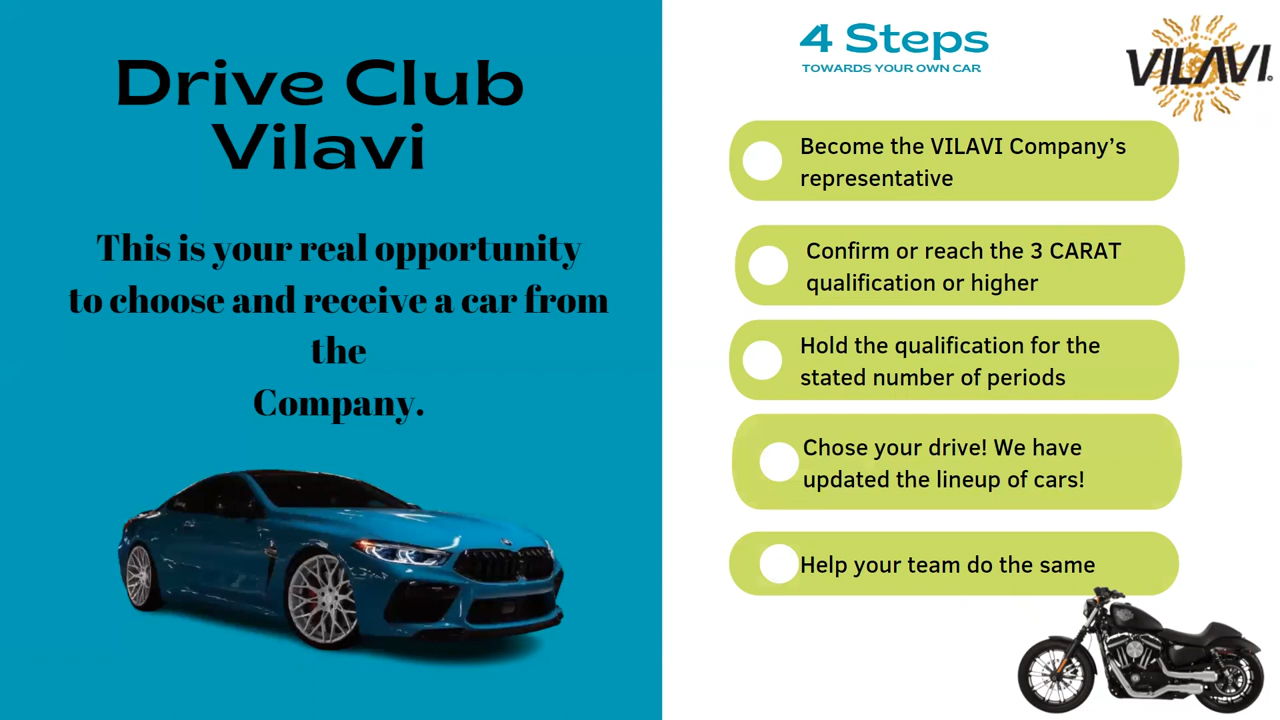 Drive Club
Vilavi
This is your real opportunity
to choose and receive a car from
the
Company.
4 Steps
TOWARDS YOUR OWN CAR
VILAVI
Become the VILAVI Company’s
representative
Confirm or reach the 3 CARAT
qualification or higher
Hold the qualification for the
stated number of periods
Chose your drive! We have
updated the lineup of cars!
Help your team do the same